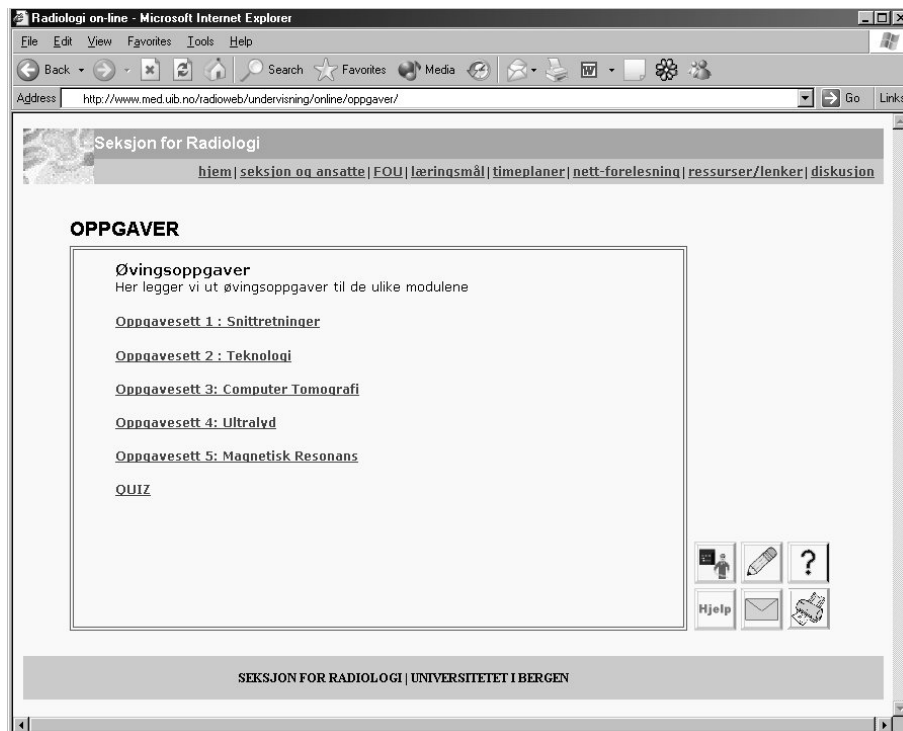 Radiologi on-line - Microsoft Internet Explorer
File Edit View Favorites Tools Help
Back Search Favorites Media
Address http://www.med.uib.no/radioweb/undervisning/online/oppgaver/ Go Links
Seksjon for Radiologi
hjem| seksjon og ansatte| FOU| læringsmål| timeplaner| nett-forelesning| ressurser/lenker| diskusjon
OPPGAVER
Øvingsoppgaver
Her legger vi ut øvingsoppgaver til de ulike modulene
Oppgavesett 1 : Snittretninger
Oppgavesett 2 : Teknologi
Oppgavesett 3: Computer Tomografi
Oppgavesett 4: Ultralyd
Oppgavesett 5: Magnetisk Resonans
QUIZ
?
Hjelp
SEKSJON FOR RADIOLOGI | UNIVERSITETET I BERGEN